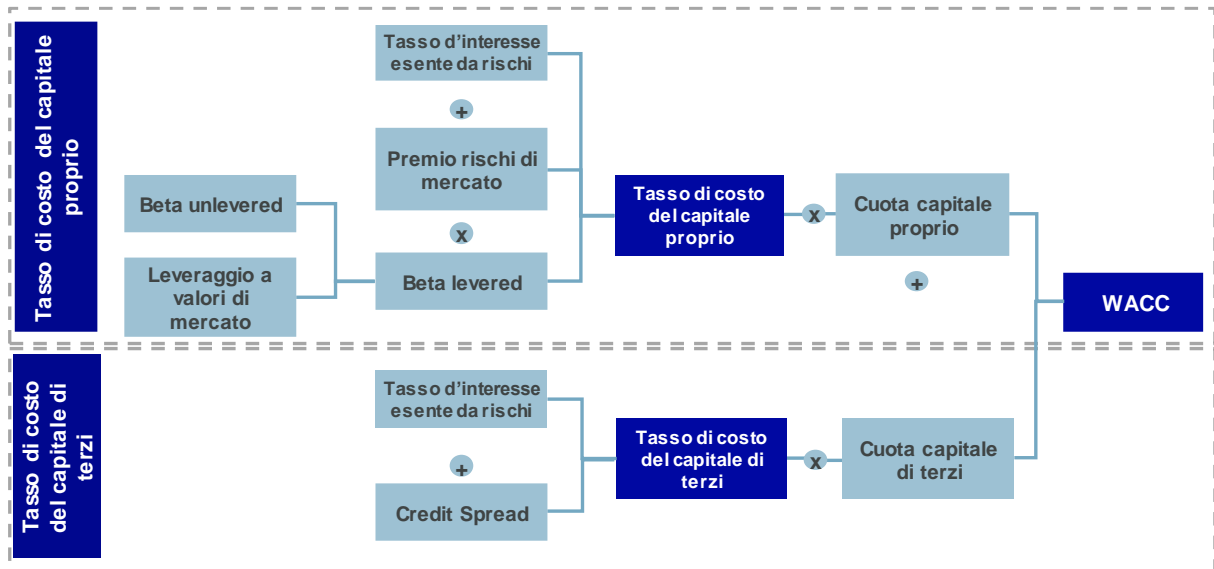 Tasso di costo del capitale
proprio
Tasso d'interesse
esente da rischi
+
Premio rischi di
mercato
x
Beta unlevered
Leveraggio a
valori di
mercato
Beta levered
Tasso di costo
del capitale
proprio
x
Cuota capitale
proprio
+
WACC
Tasso di costo
del capitale di
terzi
Tasso d'interesse
esente da rischi
+
Credit Spread
Tasso di costo
del capitale di
terzi
x
Cuota capitale
di terzi